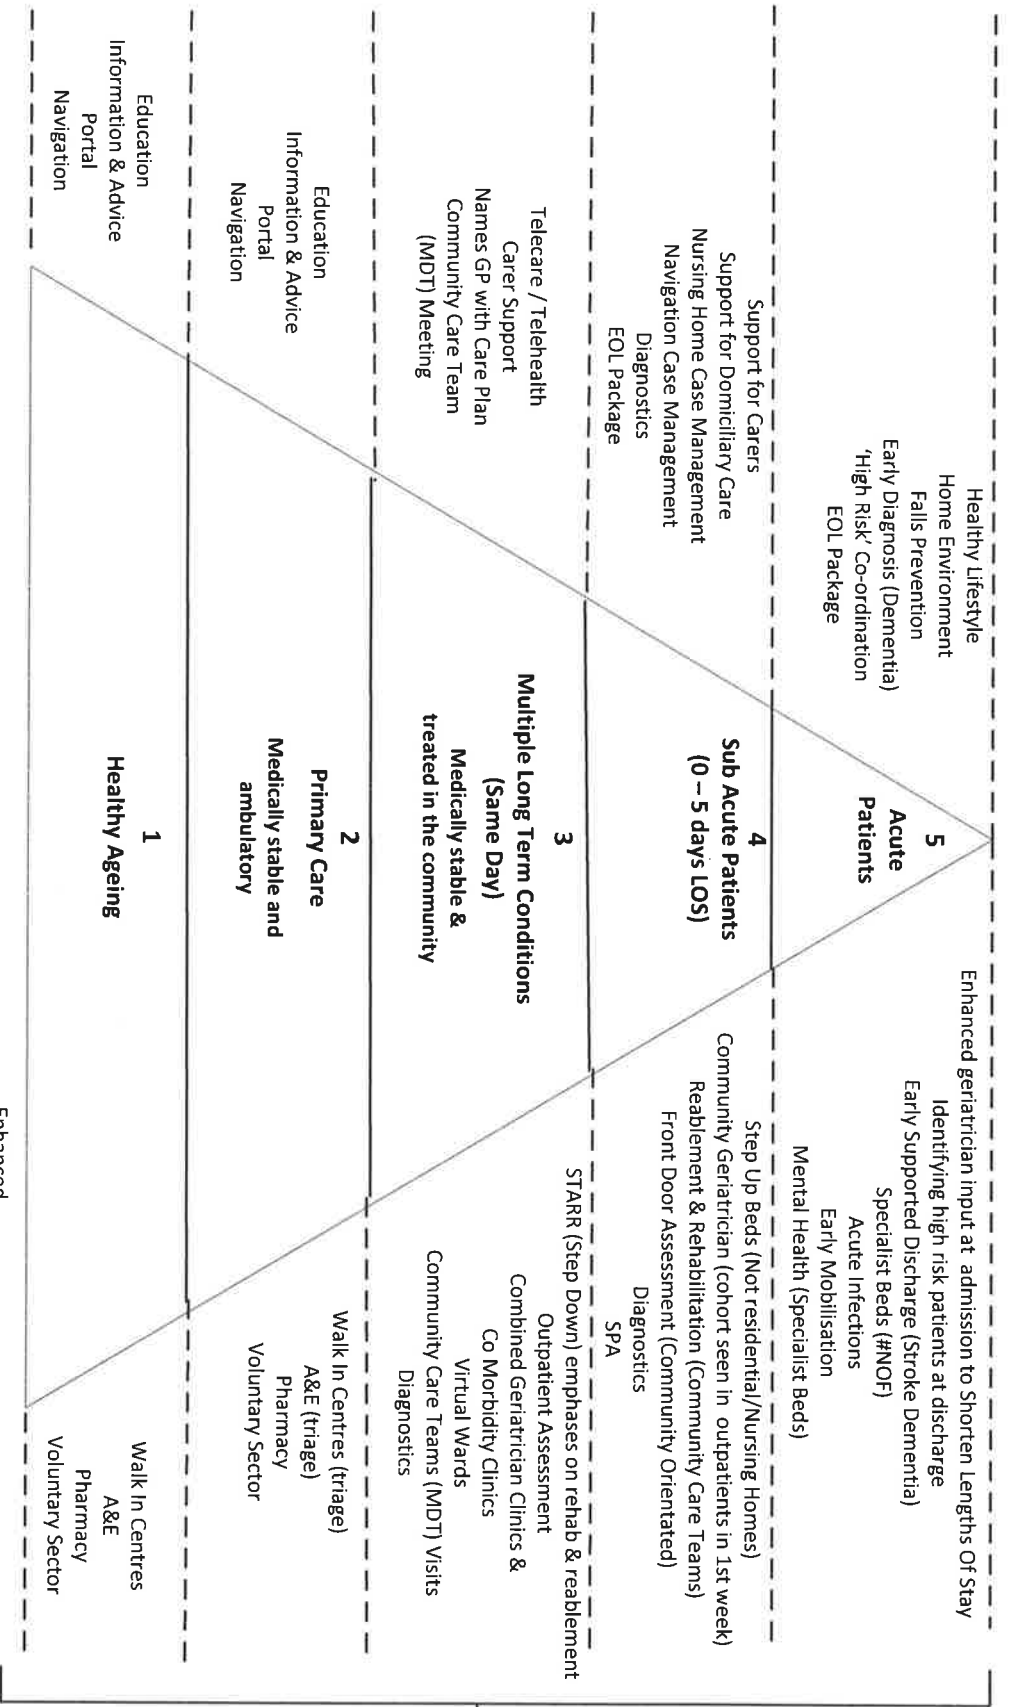 Healthy Lifestyle
Home Environment
Falls Prevention
Early Diagnosis (Dementia)
'High Risk' Co-ordination
EOL Package
5
Acute
Patients
Enhanced geriatrician input at admission to Shorten Lengths Of Stay
Identifying high risk patients at discharge
Early Supported Discharge (Stroke Dementia)
Specialist Beds (#NOF)
Acute Infections
Early Mobilisation
Mental Health (Specialist Beds)
Support for Carers
Support for Domiciliary Care
Nursing Home Case Management
Navigation Case Management
Diagnostics
EOL Package
4
Sub Acute Patients
(0 – 5 days LOS)
Step Up Beds (Not residential/Nursing Homes)
Community Geriatrician (cohort seen in outpatients in 1st week)
Reablement & Rehabilitation (Community Care Teams)
Front Door Assessment (Community Orientated)
Diagnostics
SPA
Telecare / Telehealth
Carer Support
Names GP with Care Plan
Community Care Team
(MDT) Meeting
3
Multiple Long Term Conditions
(Same Day)
Medically stable &
treated in the community
STARR (Step Down) emphases on rehab & reablement
Outpatient Assessment
Combined Geriatrician Clinics &
Co Morbidity Clinics
Virtual Wards
Community Care Teams (MDT) Visits
Diagnostics
Education
Information & Advice
Portal
Navigation
2
Primary Care
Medically stable and
ambulatory
Walk In Centres (triage)
A&E (triage)
Pharmacy
Voluntary Sector
Education
Information & Advice
Portal
Navigation
1
Healthy Ageing
Walk In Centres
A&E
Pharmacy
Voluntary Sector
Enhanced